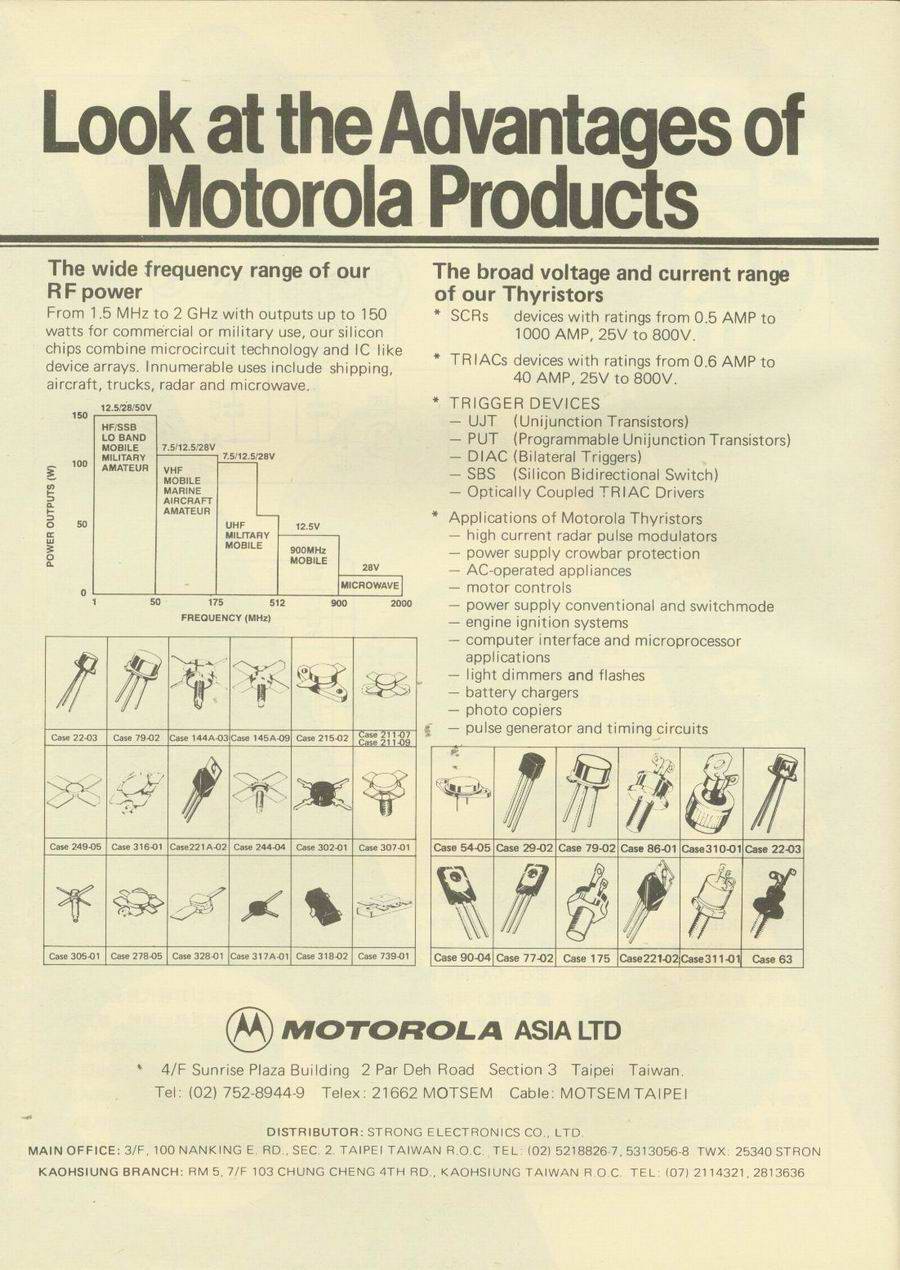 Look at the Advantages of
Motorola Products
The wide frequency range of our
RF power
From 1.5 MHz to 2 GHz with outputs up to 150
watts for commercial or military use, our silicon
chips combine microcircuit technology and IC like
device arrays. Innumerable uses include shipping,
aircraft, trucks, radar and microwave.
12.5/28/50V
150
HF/SSB
LO BAND
MOBILE
MILITARY
AMATEUR
7.5/12.5/28V
7.5/12.5/28V
100
VHF
MOBILE
MARINE
AIRCRAFT
AMATEUR
POWER OUTPUTS (W)
50
UHF
MILITARY
MOBILE
12.5V
900MHz
MOBILE
28V
MICROWAVE
0
1 50 175 512 900 2000
FREQUENCY (MHz)
Case 22-03 Case 79-02 Case 144A-03 Case 145A-09 Case 215-02 Case 211-07
Case 211-09
Case 249-05 Case 316-01 Case 221A-02 Case 244-04 Case 302-01 Case 307-01
Case 305-01 Case 278-05 Case 328-01 Case 317A-01 Case 318-02 Case 739-01
The broad voltage and current range
of our Thyristors
* SCRs devices with ratings from 0.5 AMP to
1000 AMP, 25V to 800V.
* TRIACs devices with ratings from 0.6 AMP to
40 AMP, 25V to 800V.
* TRIGGER DEVICES
— UJT (Unijunction Transistors)
— PUT (Programmable Unijunction Transistors)
— DIAC (Bilateral Triggers)
— SBS (Silicon Bidirectional Switch)
— Optically Coupled TRIAC Drivers
* Applications of Motorola Thyristors
— high current radar pulse modulators
— power supply crowbar protection
— AC-operated appliances
— motor controls
— power supply conventional and switchmode
— engine ignition systems
— computer interface and microprocessor
applications
— light dimmers and flashes
— battery chargers
— photo copiers
— pulse generator and timing circuits
Case 54-05 Case 29-02 Case 79-02 Case 86-01 Case 310-01 Case 22-03
Case 90-04 Case 77-02 Case 175 Case 221-02 Case 311-01 Case 63
MOTOROLA ASIA LTD
4/F Sunrise Plaza Building 2 Par Deh Road Section 3 Taipei Taiwan.
Tel: (02) 752-8944-9 Telex: 21662 MOTSEM Cable: MOTSEM TAIPEI
DISTRIBUTOR: STRONG ELECTRONICS CO., LTD.
MAIN OFFICE: 3/F, 100 NANKING E. RD., SEC. 2. TAIPEI TAIWAN R.O.C. TEL: (02) 5218826-7, 5313056-8 TWX: 25340 STRON
KAOHSIUNG BRANCH: RM 5, 7/F 103 CHUNG CHENG 4TH RD., KAOHSIUNG TAIWAN R.O.C. TEL: (07) 2114321, 2813636